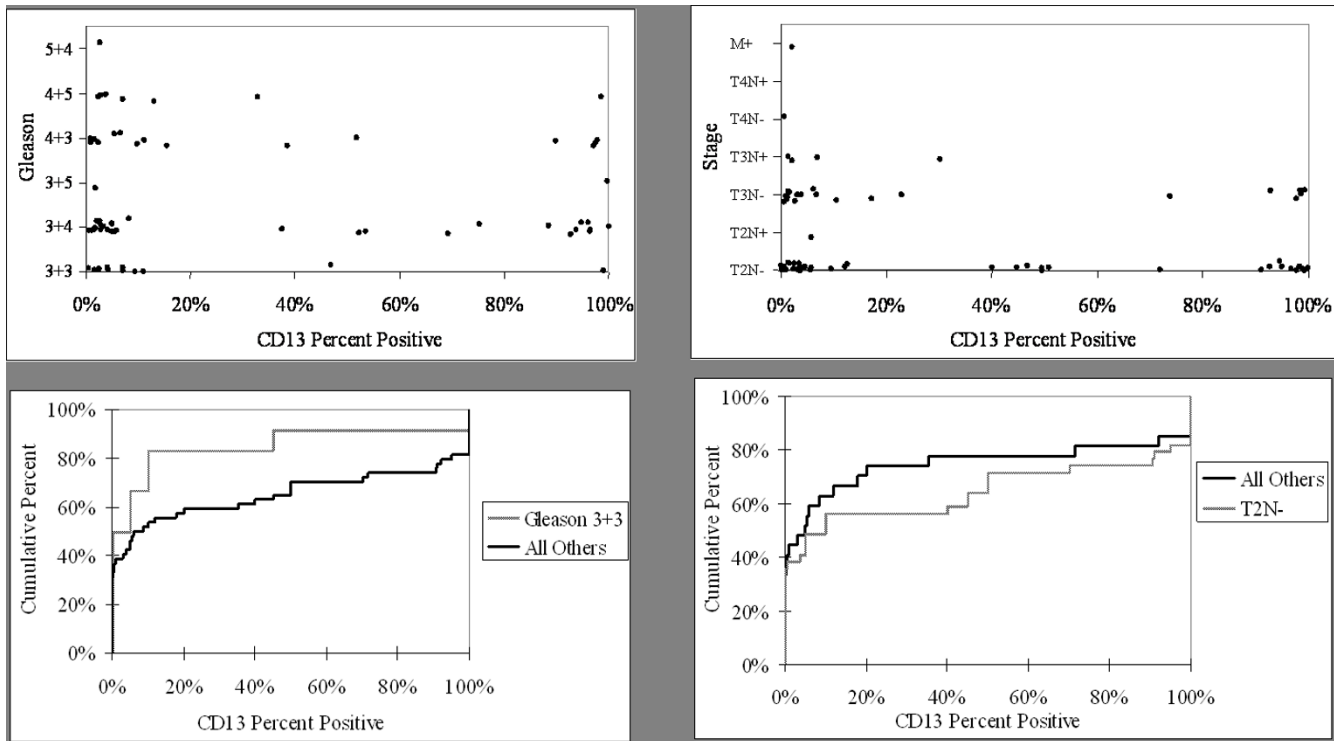 5+4
4+5
4+3
3+5
3+4
3+3
Gleason
0% 20% 40% 60% 80% 100%
CD13 Percent Positive
M+
T4N+
T4N-
T3N+
T3N-
T2N+
T2N-
Stage
0% 20% 40% 60% 80% 100%
CD13 Percent Positive
100%
80%
60%
40%
20%
0%
Cumulative Percent
0% 20% 40% 60% 80% 100%
CD13 Percent Positive
Gleason 3+3
All Others
100%
80%
60%
40%
20%
0%
Cumulative Percent
0% 20% 40% 60% 80% 100%
CD13 Percent Positive
All Others
T2N-